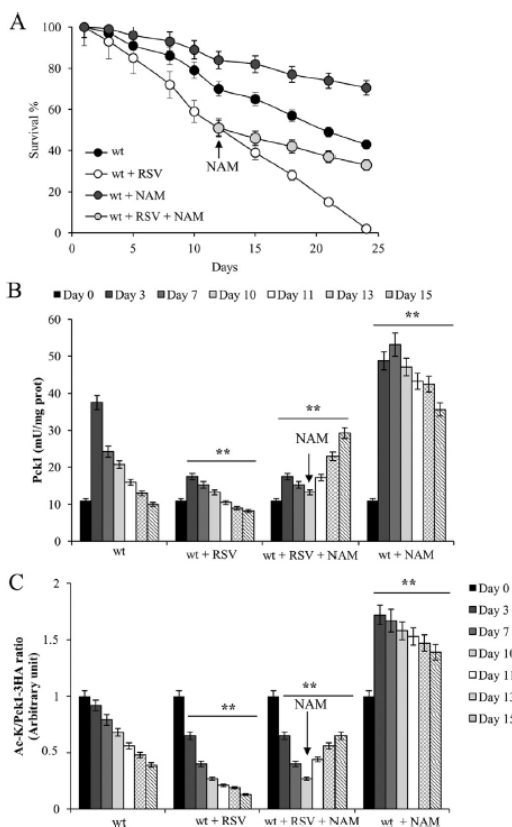 A
100
80
60
40
20
0
Survival %
wt
wt + RSV
wt + NAM
wt + RSV + NAM
NAM
0 5 10 15 20 25
Days
B
Day 0 Day 3 Day 7 Day 10 Day 11 Day 13 Day 15
60
50
40
30
20
10
0
Pck1 (mU/mg prot)
**
**
NAM
**
wt wt + RSV wt + RSV + NAM wt + NAM
C
2
1.5
1
0.5
0
Ac-K/Pck1-3HA ratio
(Arbitrary unit)
**
**
NAM
**
wt wt + RSV wt + RSV + NAM wt + NAM
Day 0
Day 3
Day 7
Day 10
Day 11
Day 13
Day 15